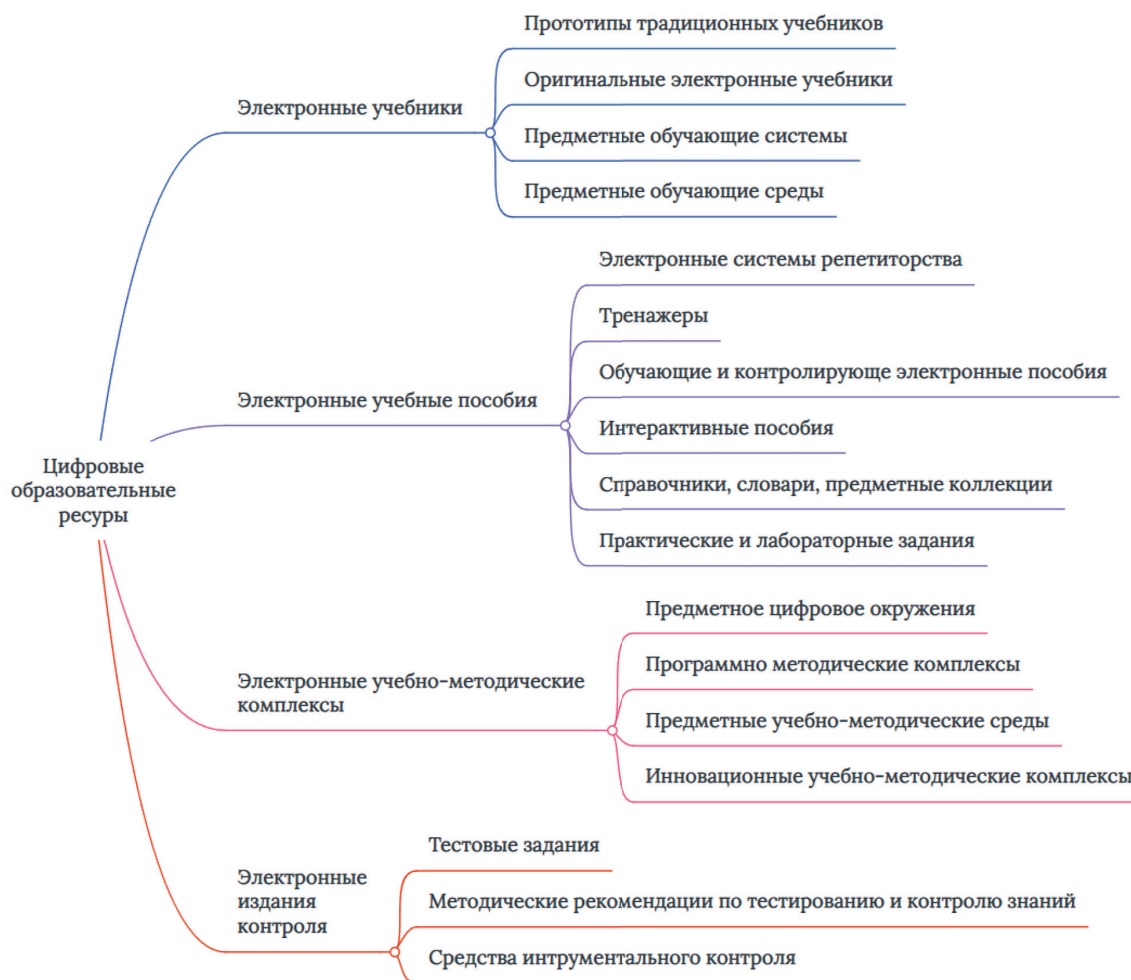 Прототипы традиционных учебников
Оригинальные электронные учебники
Электронные учебники
Предметные обучающие системы
Предметные обучающие среды
Электронные системы репетиторства
Тренажеры
Обучающие и контролирующе электронные пособия
Электронные учебные пособия
Интерактивные пособия
Цифровые
образовательные
ресуры
Справочники, словари, предметные коллекции
Практические и лабораторные задания
Предметное цифровое окружения
Программно методические комплексы
Электронные учебно-методические
комплексы
Предметные учебно-методические среды
Инновационные учебно-методические комплексы
Тестовые задания
Электронные
издания
контроля
Методические рекомендации по тестированию и контролю знаний
Средства интрументального контроля